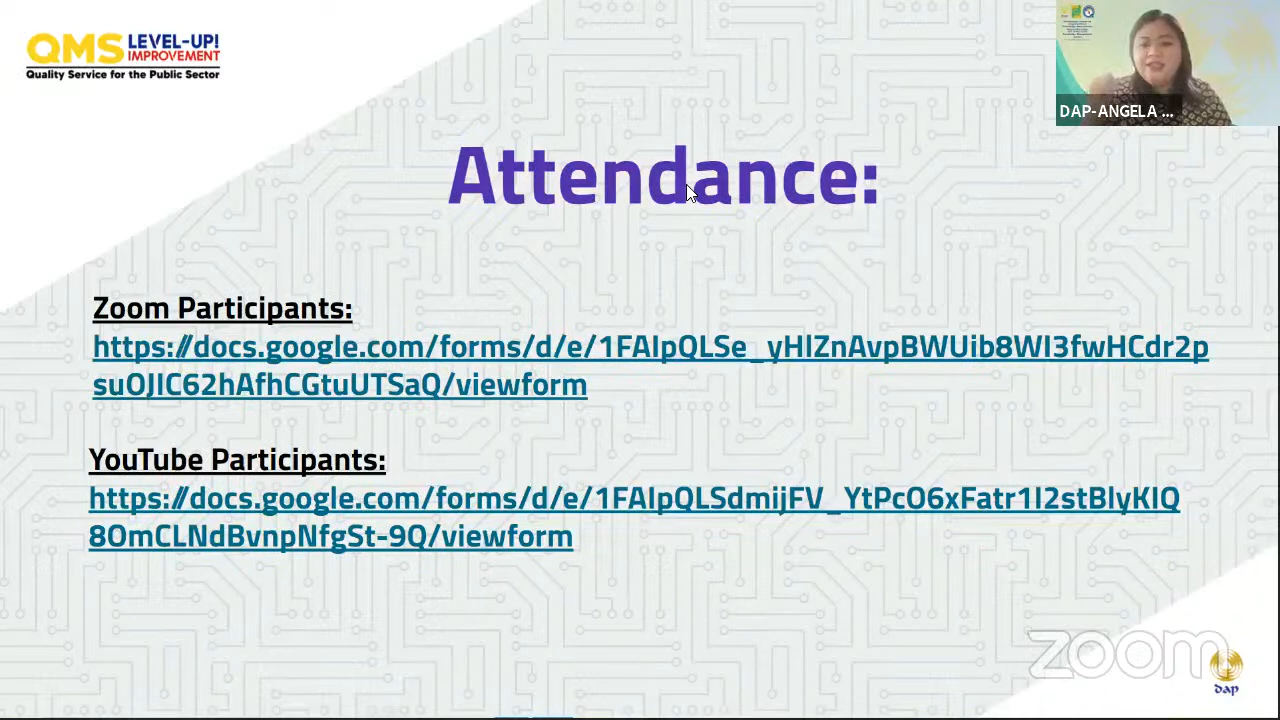 QMS LEVEL-UP!
IMPROVEMENT
Quality Service for the Public Sector
DAP-ANGELA ...
Attendance:
Zoom Participants:
https://docs.google.com/forms/d/e/1FAIpQLSe_yHlZnAvpBWUib8WI3fwHCdr2p
suOJIC62hAfhCGtuUTSaQ/viewform
YouTube Participants:
https://docs.google.com/forms/d/e/1FAIpQLSdmijFV_YtPcO6xFatr1I2stBlyKIQ
8OmCLNdBvnpNfgSt-9Q/viewform
zoom
dap